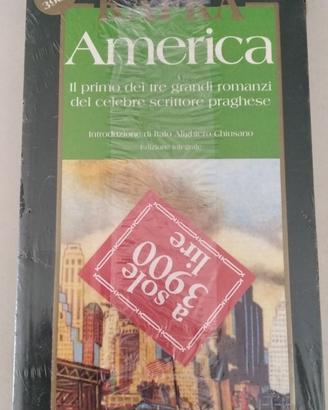 KAFKA
America
Il primo dei tre grandi romanzi
del celebre scrittore praghese
Introduzione di Italo Alighiero Chiusano
Edizione integrale
a sole
3900
lire